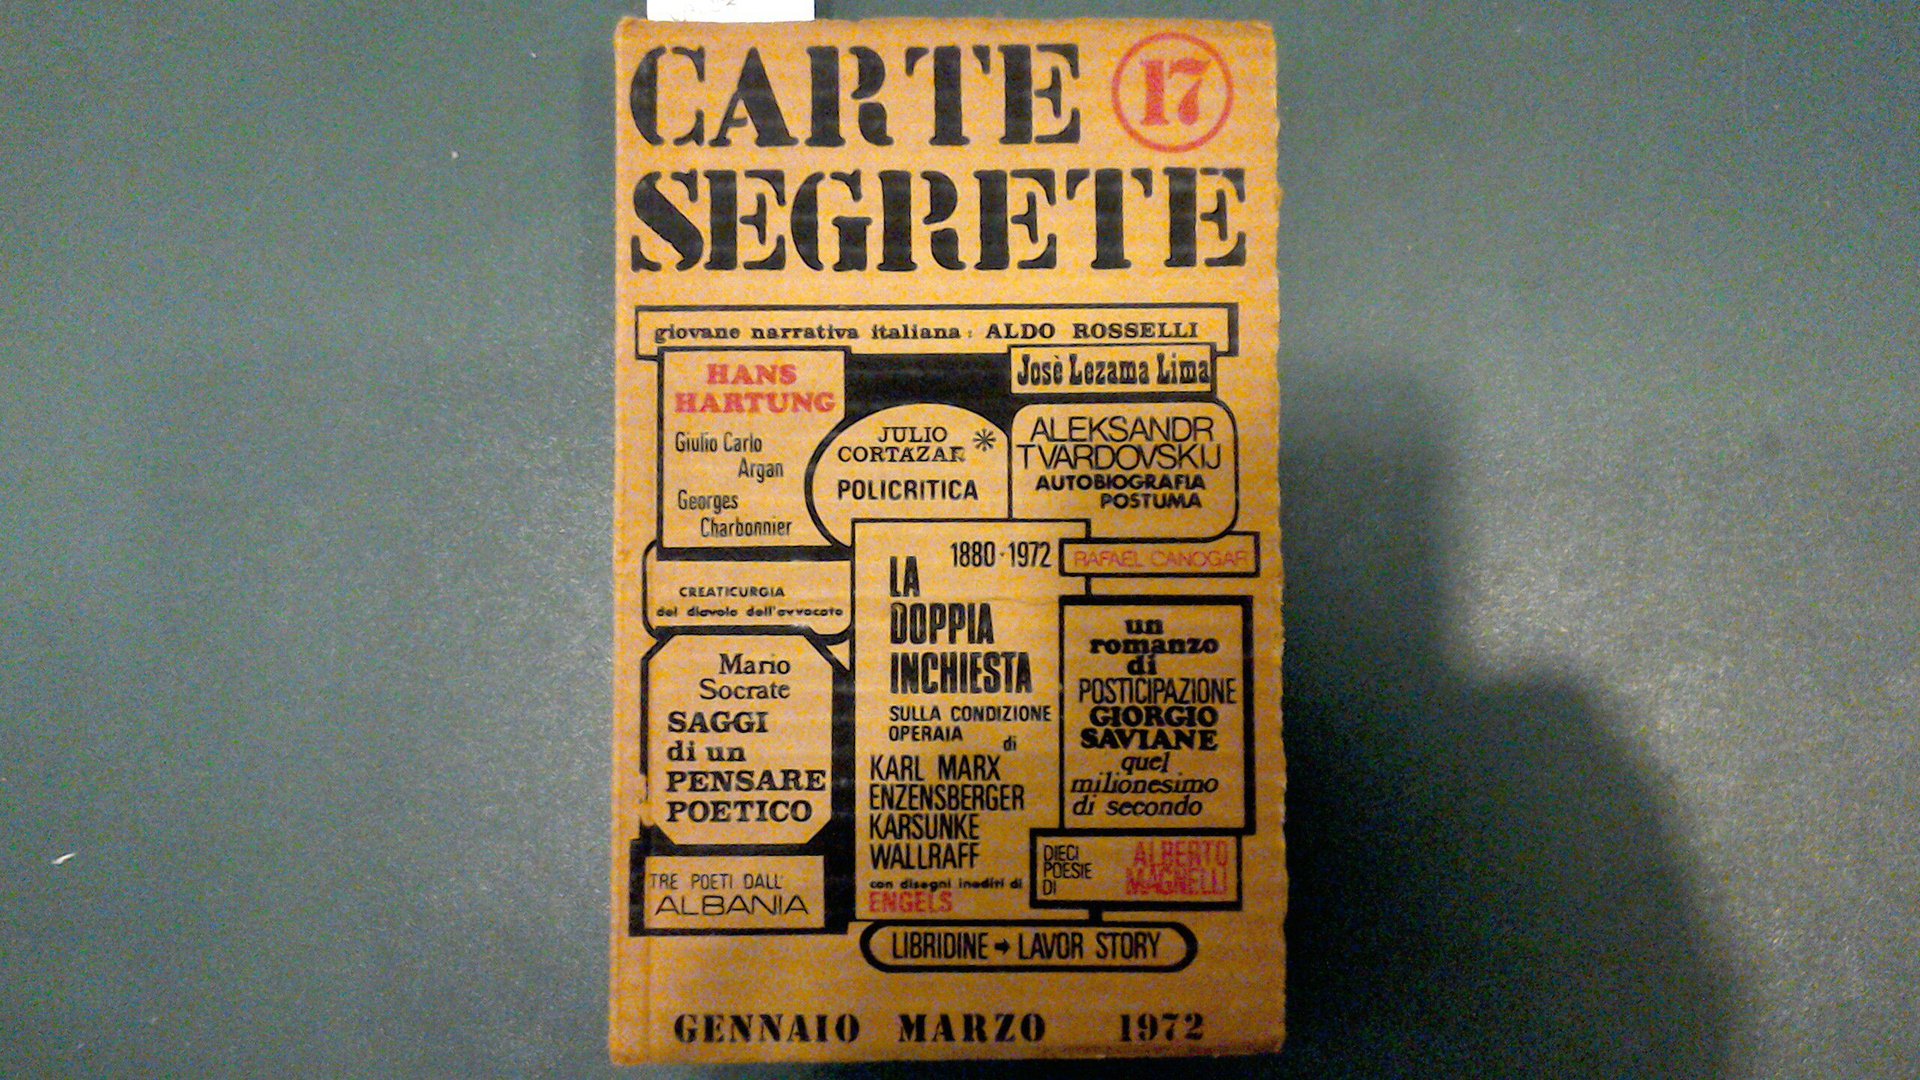 CARTE 17
SEGRETE
giovane narrativa italiana: ALDO ROSSELLI
HANS
HARTUNG
Giulio Carlo
Argan
Georges
Charbonnier
Josè Lezama Lima
JULIO
CORTAZAR *
POLICRITICA
ALEKSANDR
TVARDOVSKIJ
AUTOBIOGRAFIA
POSTUMA
RAFAEL CANOGAR
CREATICURGIA
del diavolo dell'avvocato
1880-1972
LA
DOPPIA
INCHIESTA
SULLA CONDIZIONE
OPERAIA
di
KARL MARX
ENZENSBERGER
KARSUNKE
WALLRAFF
con disegni inediti di
ENGELS
un
romanzo
di
POSTICIPAZIONE
GIORGIO
SAVIANE
quel
milionesimo
di secondo
Mario
Socrate
SAGGI
di un
PENSARE
POETICO
DIECI
POESIE
DI
ALBERTO
MAGNELLI
TRE POETI DALL'
ALBANIA
LIBRIDINE → LAVOR STORY
GENNAIO MARZO 1972